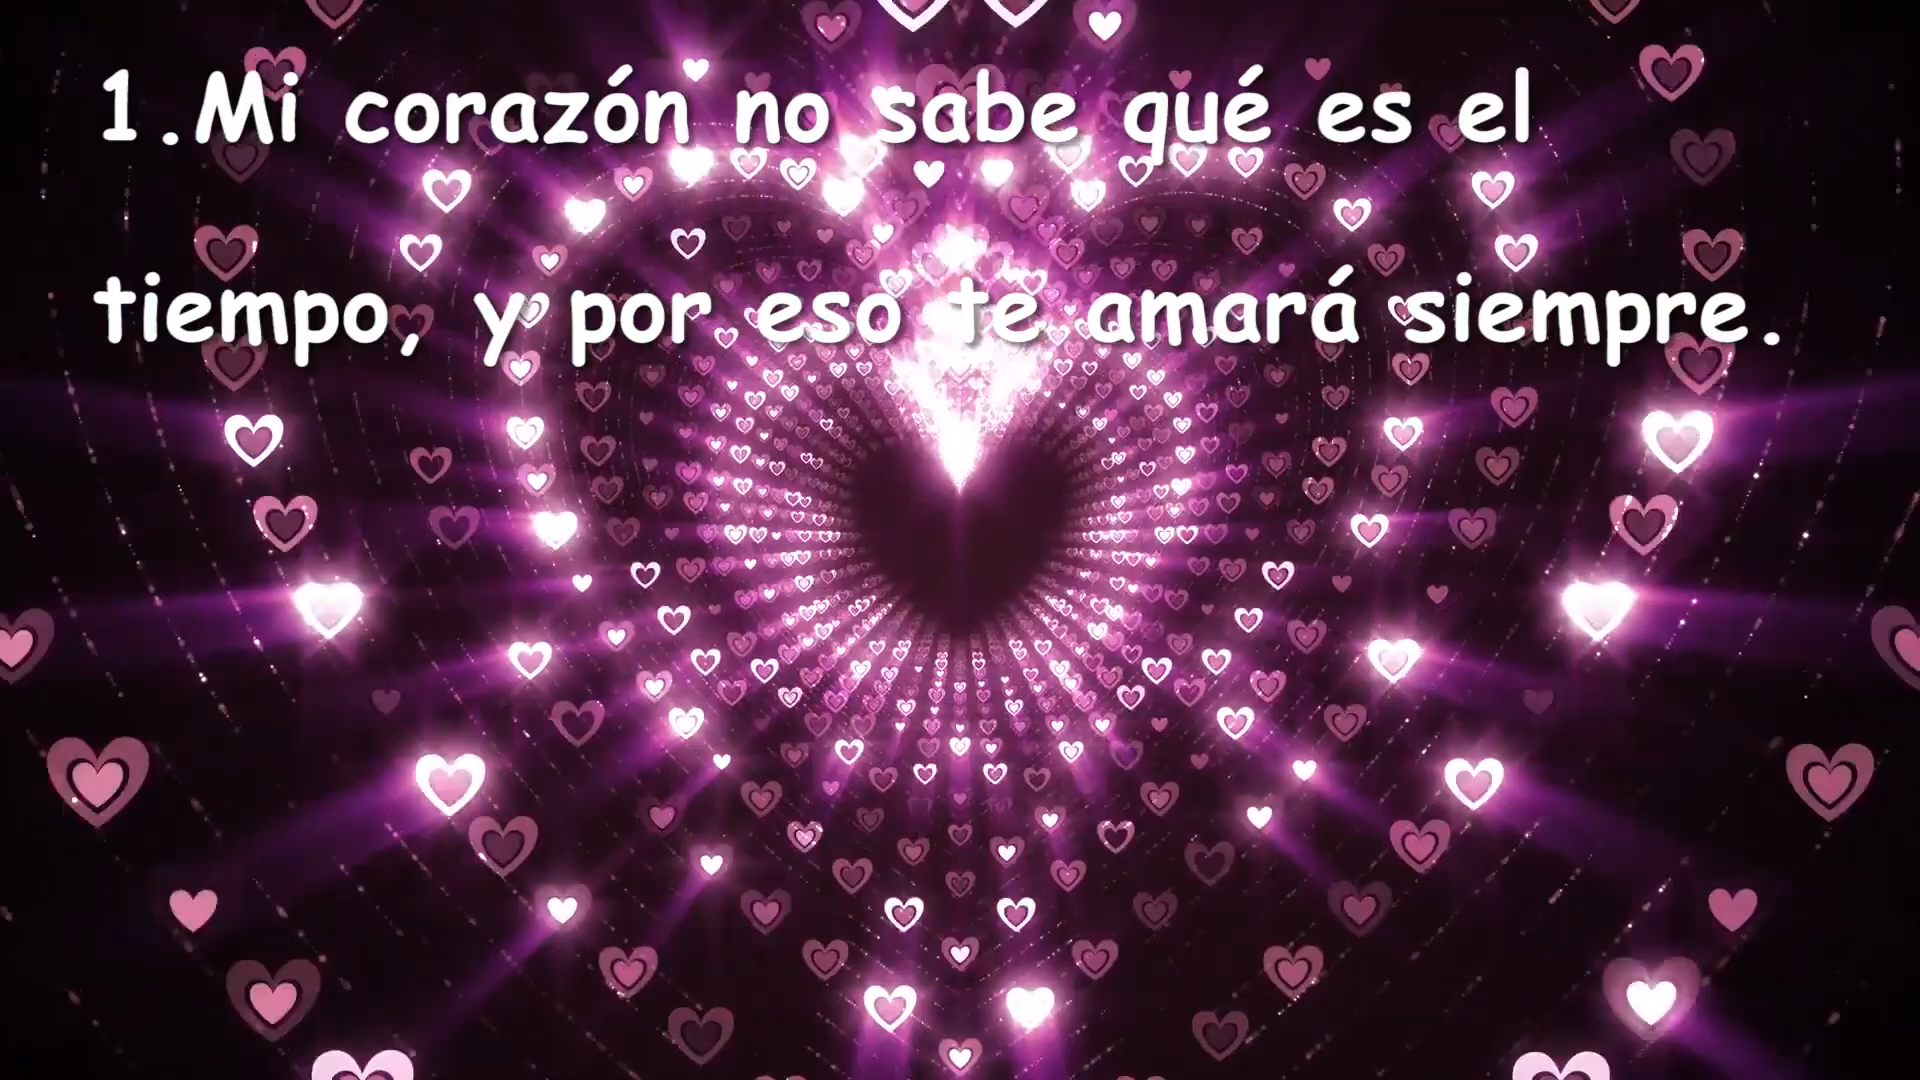 1.Mi corazón no sabe qué es el
tiempo, y por eso te amará siempre.